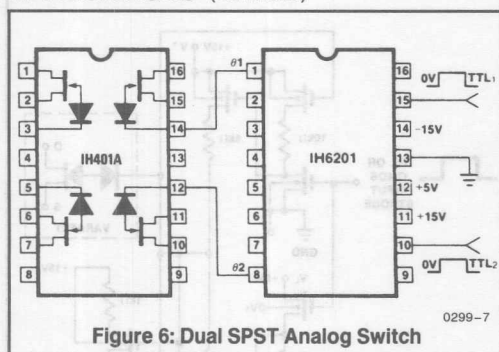 1 16 θ1 1 16 0V TTL₁
2 15 2 15
3 14 3 14 -15V
4 IH401A 13 4 IH6201 13
5 12 5 12 +5V
6 11 6 11 +15V
7 10 7 10
8 9 θ2 8 9 0V TTL₂
0299-7
Figure 6: Dual SPST Analog Switch